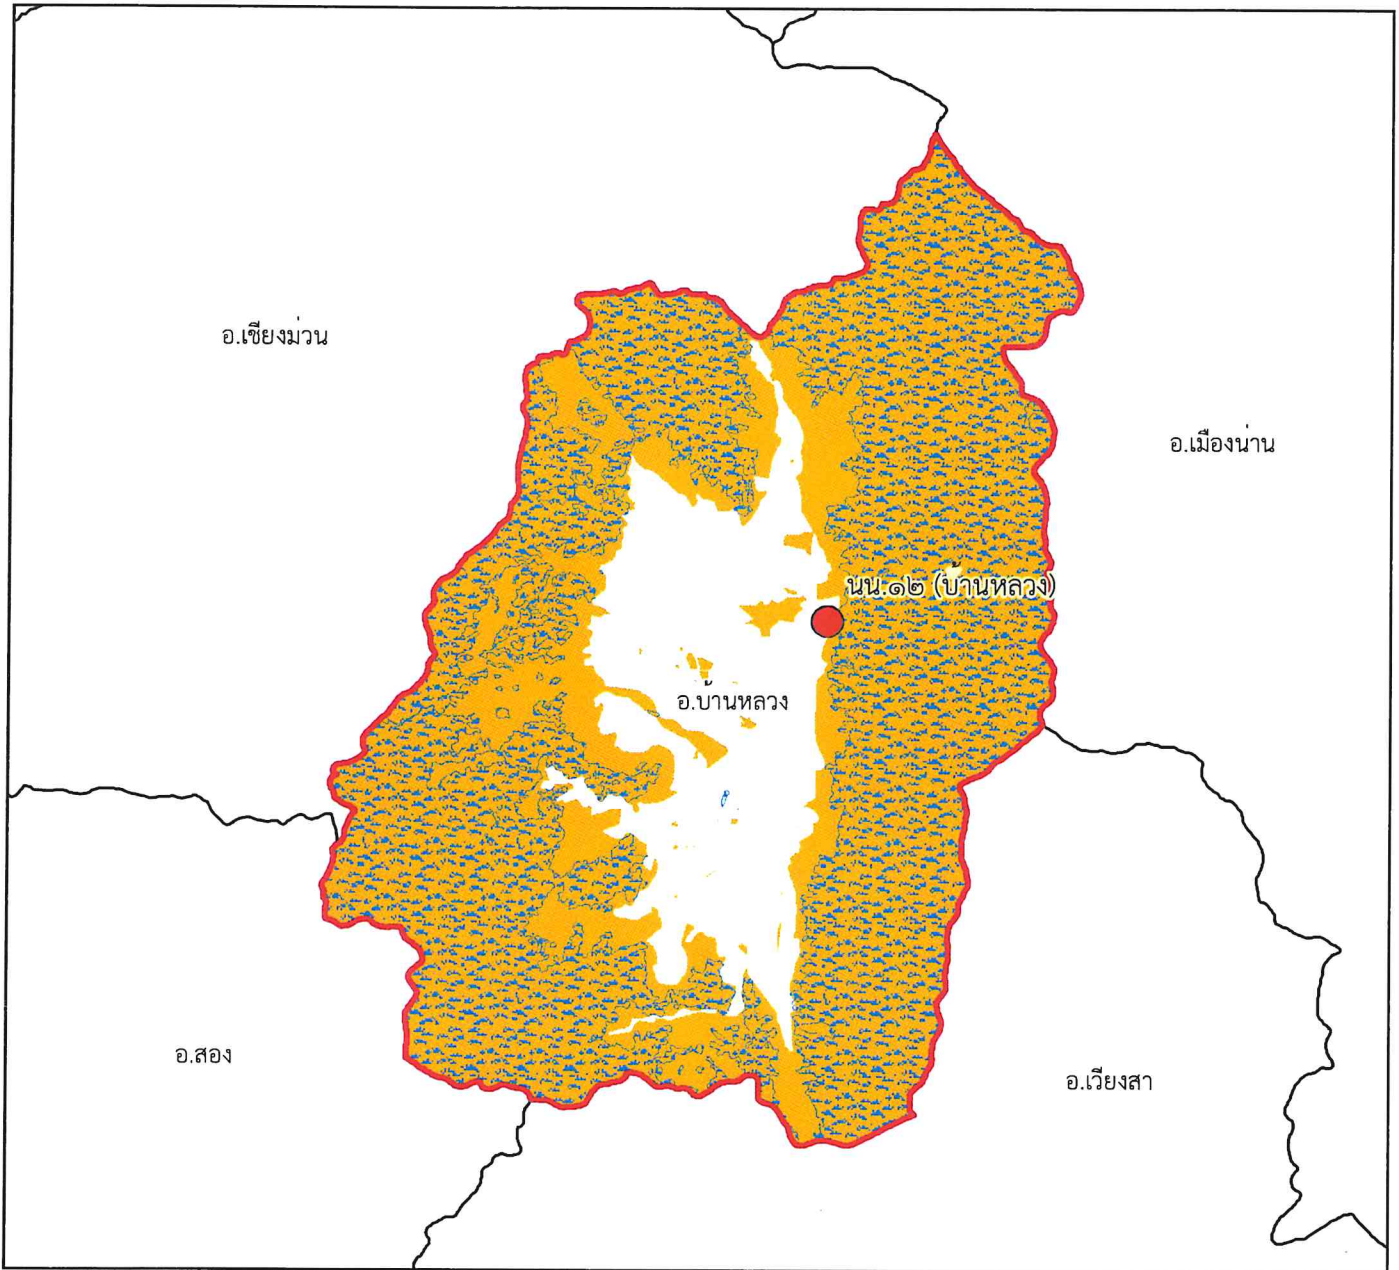 อ.เชียงม่วน
อ.เมืองน่าน
นน.๑๒ (บ้านหลวง)
อ.บ้านหลวง
อ.สอง
อ.เวียงสา